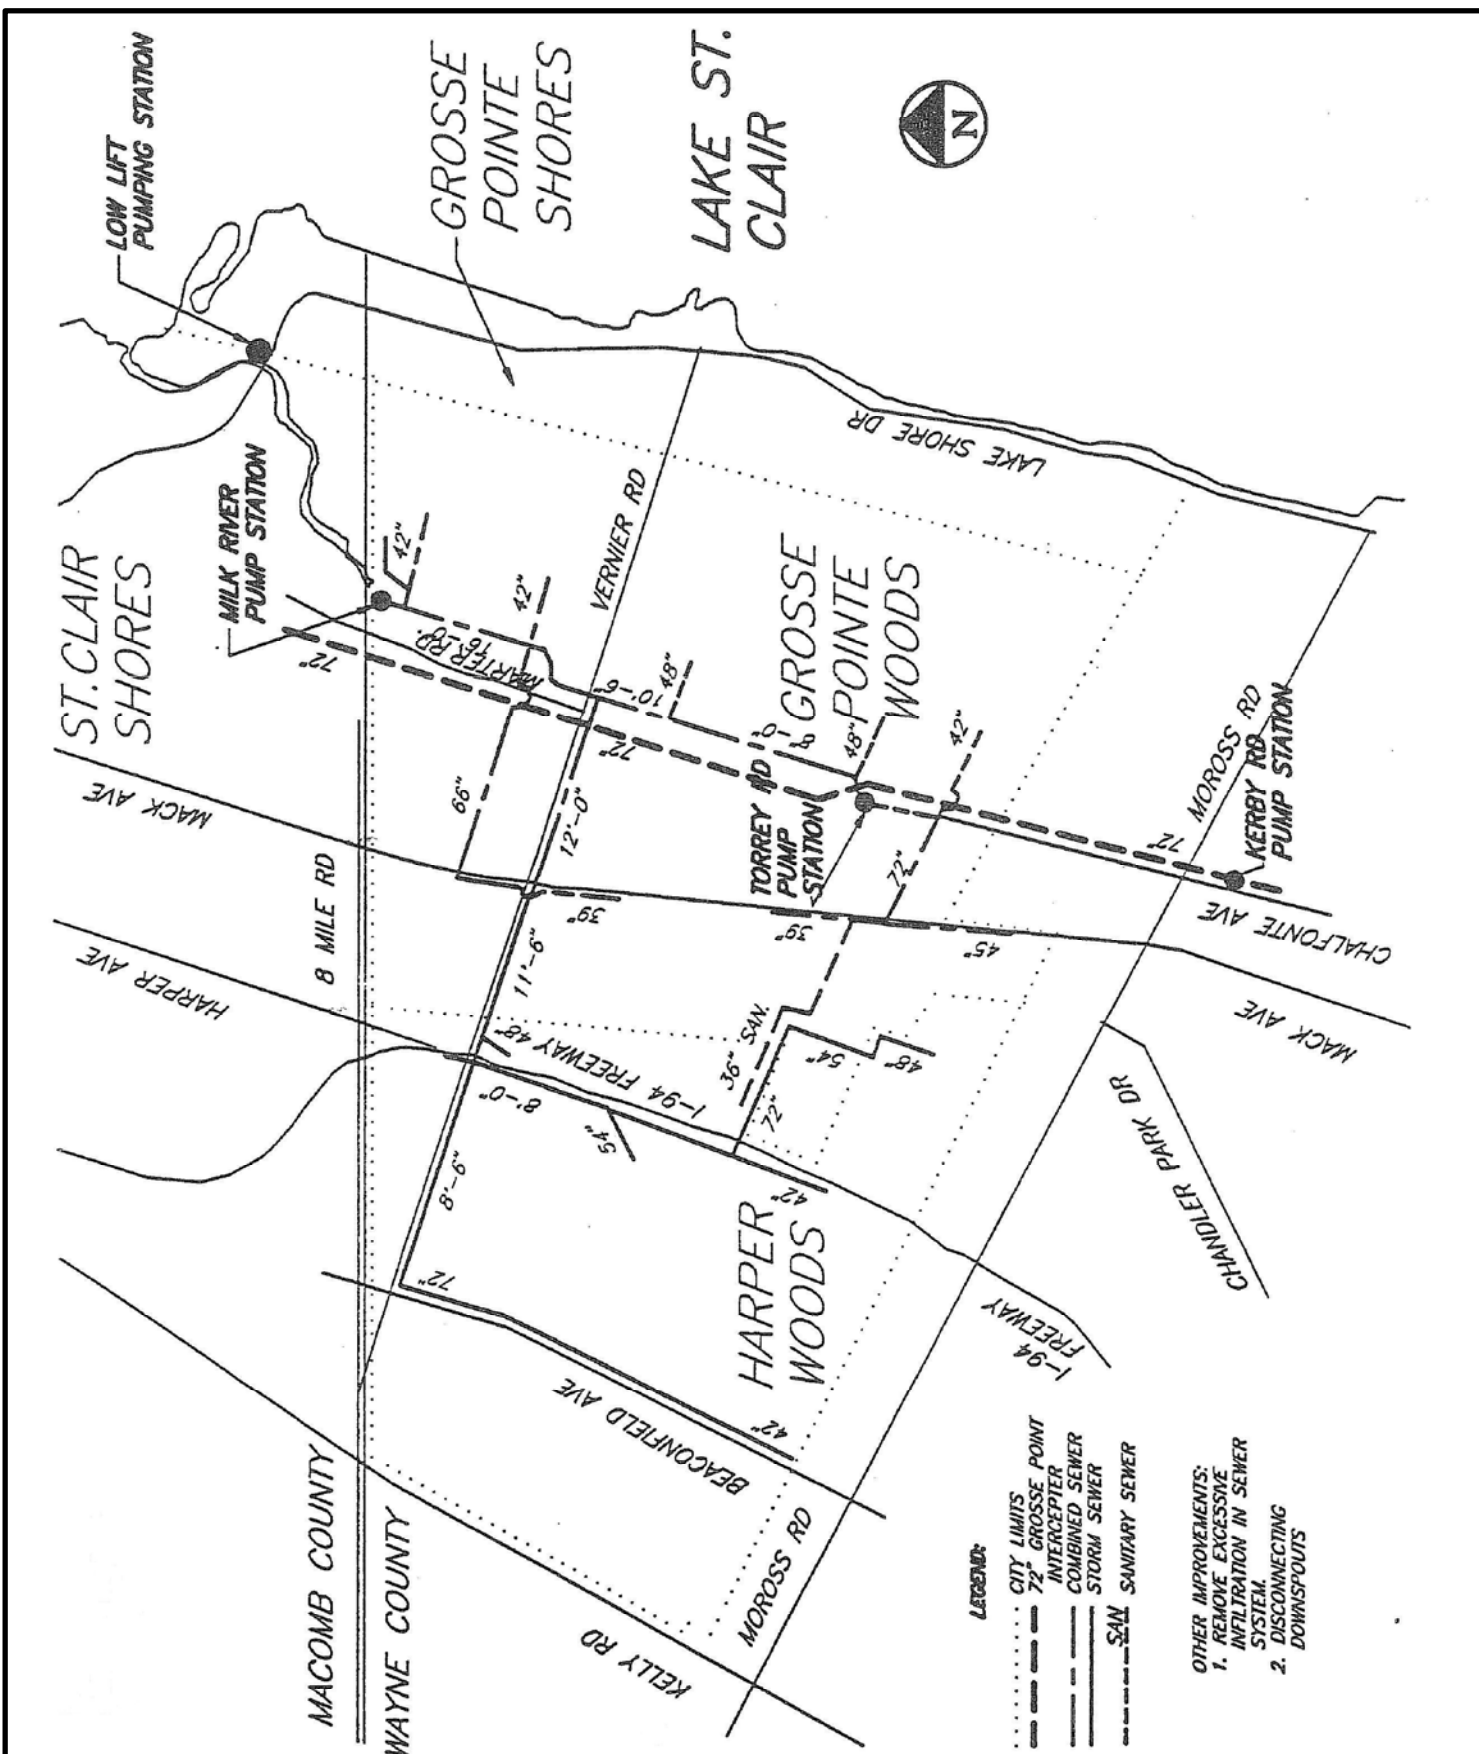 LOW LIFT
PUMPING STATION
GROSSE
POINTE
SHORES
LAKE ST.
CLAIR
N
ST.CLAIR
SHORES
MILK RIVER
PUMP STATION
42"
42"
VERNIER RD
LAKE SHORE DR
72"
MARTER RD.
10'-6"
48"
8'-0"
GROSSE
POINTE
WOODS
48"
42"
72"
66"
12'-0"
MACK AVE
TORREY RD
PUMP
STATION
72"
MOROSS RD
KERBY RD
PUMP STATION
72"
CHALFONTE AVE
8 MILE RD
39"
39"
45"
HARPER AVE
11'-6"
48"
I-94 FREEWAY
36" SAN.
54"
48"
MACK AVE
8'-0"
54"
72"
42"
8'-6"
72"
HARPER
WOODS
CHANDLER PARK DR
I-94
FREEWAY
BEACONFIELD AVE
42"
MACOMB COUNTY
WAYNE COUNTY
KELLY RD
MOROSS RD
LEGEND:
CITY LIMITS
72" GROSSE POINT
INTERCEPTER
COMBINED SEWER
STORM SEWER
SAN SANITARY SEWER
OTHER IMPROVEMENTS:
1. REMOVE EXCESSIVE
INFILTRATION IN SEWER
SYSTEM.
2. DISCONNECTING
DOWNSPOUTS